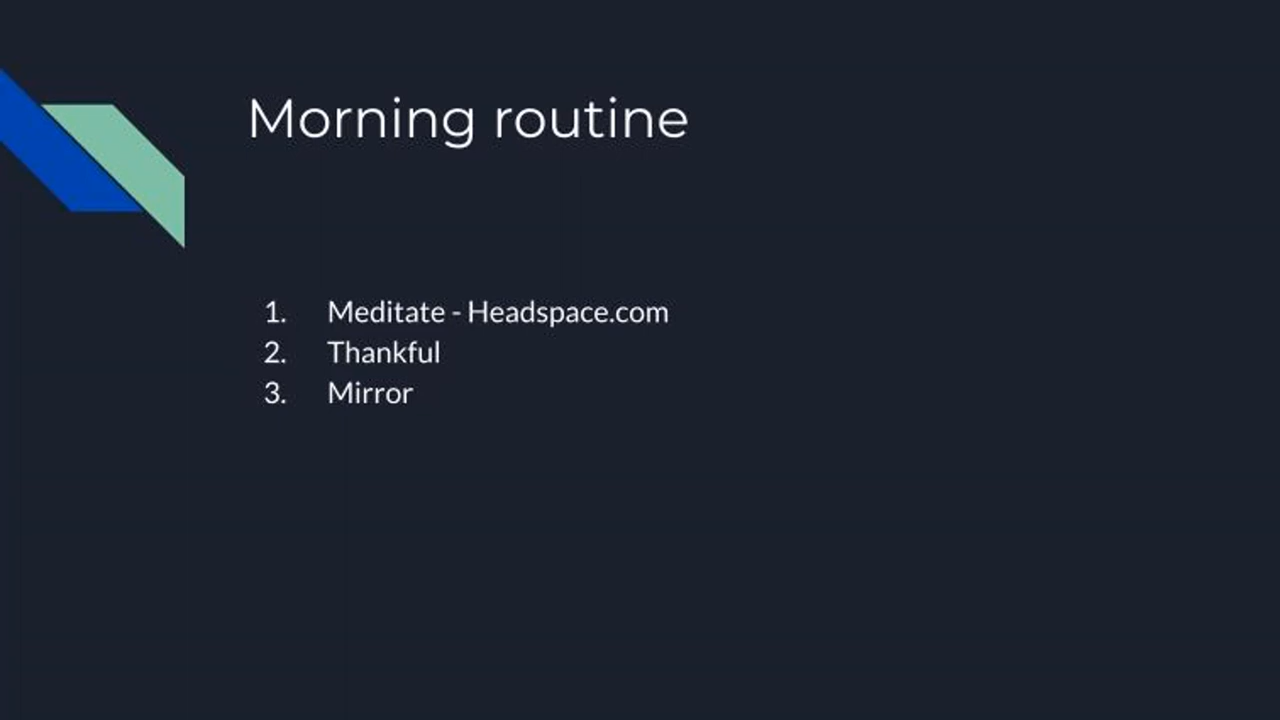 Morning routine
1. Meditate - Headspace.com
2. Thankful
3. Mirror